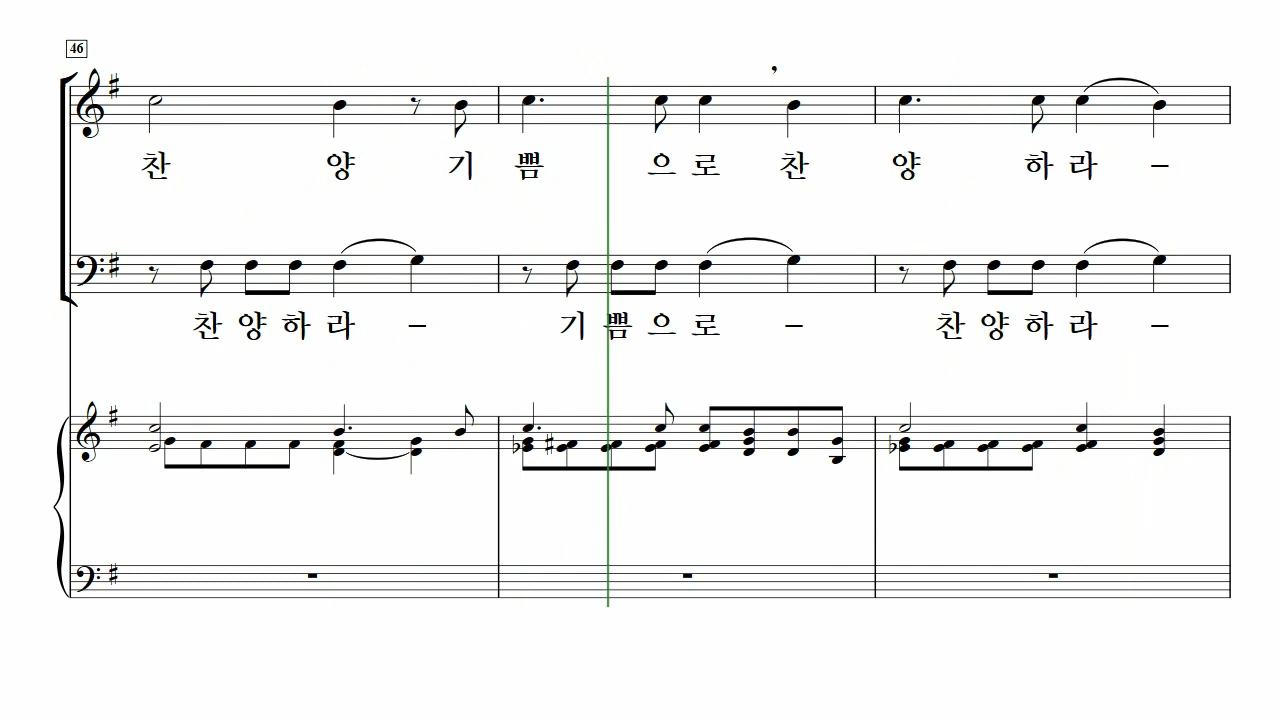 46
찬 양 기 쁨 으 로 찬 양 하 라 –
찬 양 하 라 – 기 쁨 으 로 – 찬 양 하 라 –